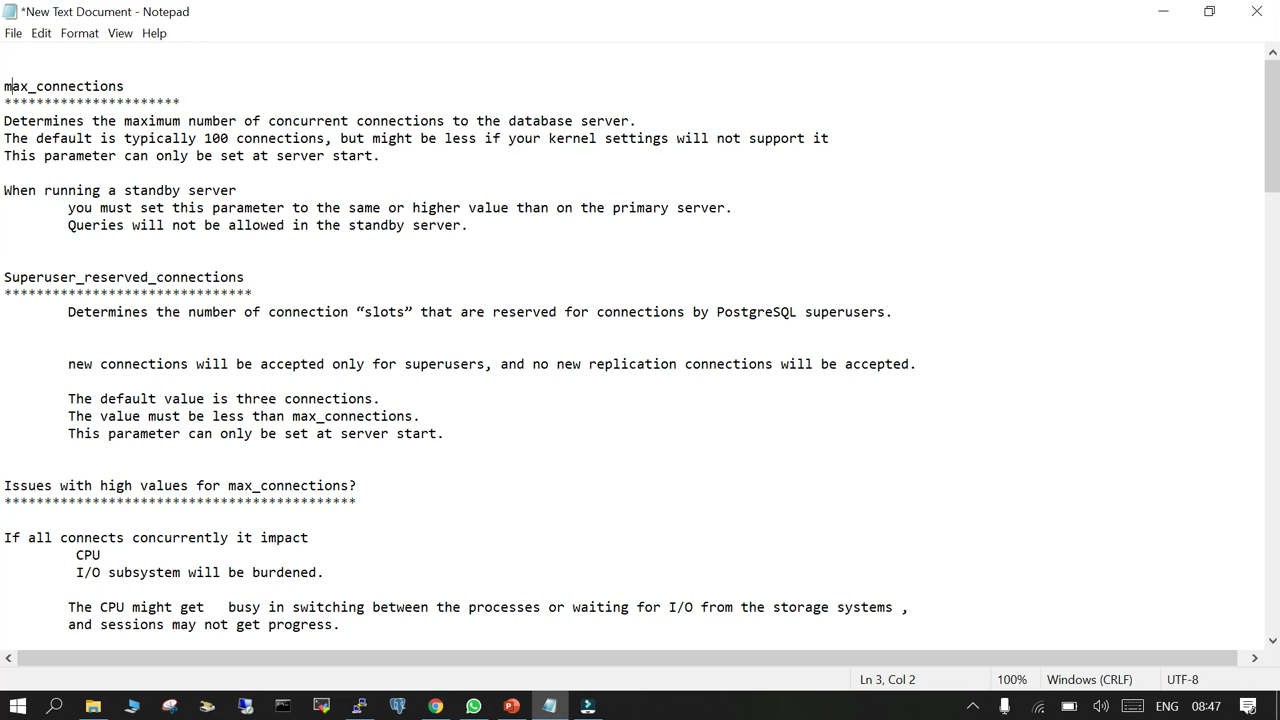 *New Text Document - Notepad
File Edit Format View Help
max_connections
**********************
Determines the maximum number of concurrent connections to the database server.
The default is typically 100 connections, but might be less if your kernel settings will not support it
This parameter can only be set at server start.
When running a standby server
you must set this parameter to the same or higher value than on the primary server.
Queries will not be allowed in the standby server.
Superuser_reserved_connections
*******************************
Determines the number of connection “slots” that are reserved for connections by PostgreSQL superusers.
new connections will be accepted only for superusers, and no new replication connections will be accepted.
The default value is three connections.
The value must be less than max_connections.
This parameter can only be set at server start.
Issues with high values for max_connections?
********************************************
If all connects concurrently it impact
CPU
I/O subsystem will be burdened.
The CPU might get   busy in switching between the processes or waiting for I/O from the storage systems ,
and sessions may not get progress.
Ln 3, Col 2 100% Windows (CRLF) UTF-8
ENG 08:47